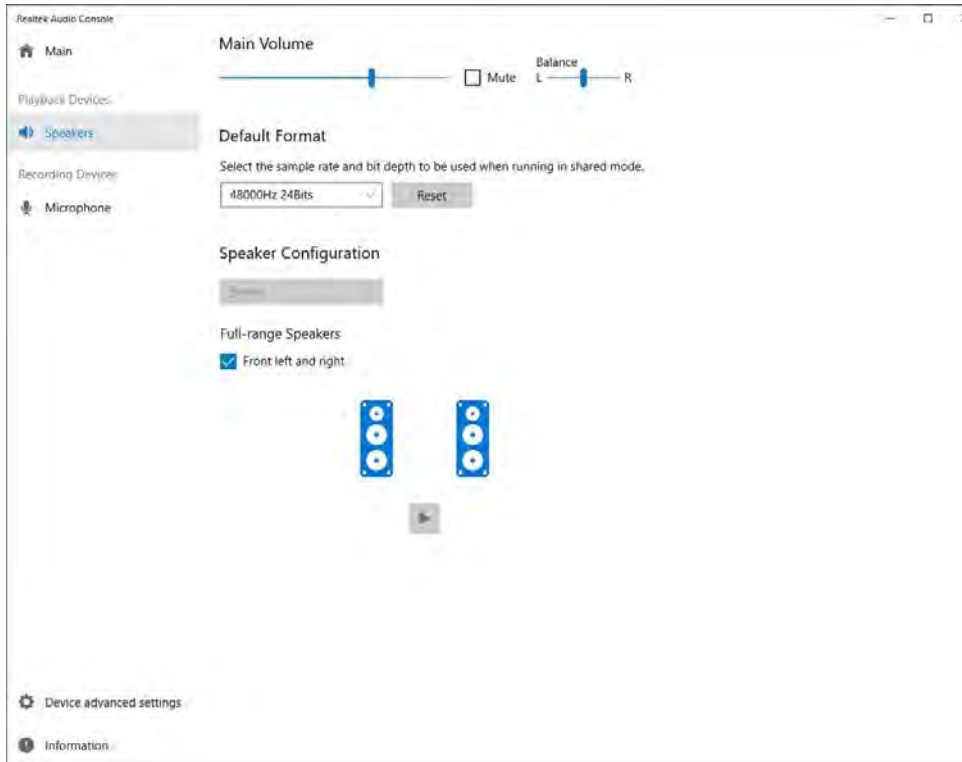 Realtek Audio Console
Main
Playback Devices
Speakers
Recording Devices
Microphone
Device advanced settings
Information
Main Volume
Mute
Balance
L
R
Default Format
Select the sample rate and bit depth to be used when running in shared mode.
48000Hz 24Bits
Reset
Speaker Configuration
Full-range Speakers
Front left and right